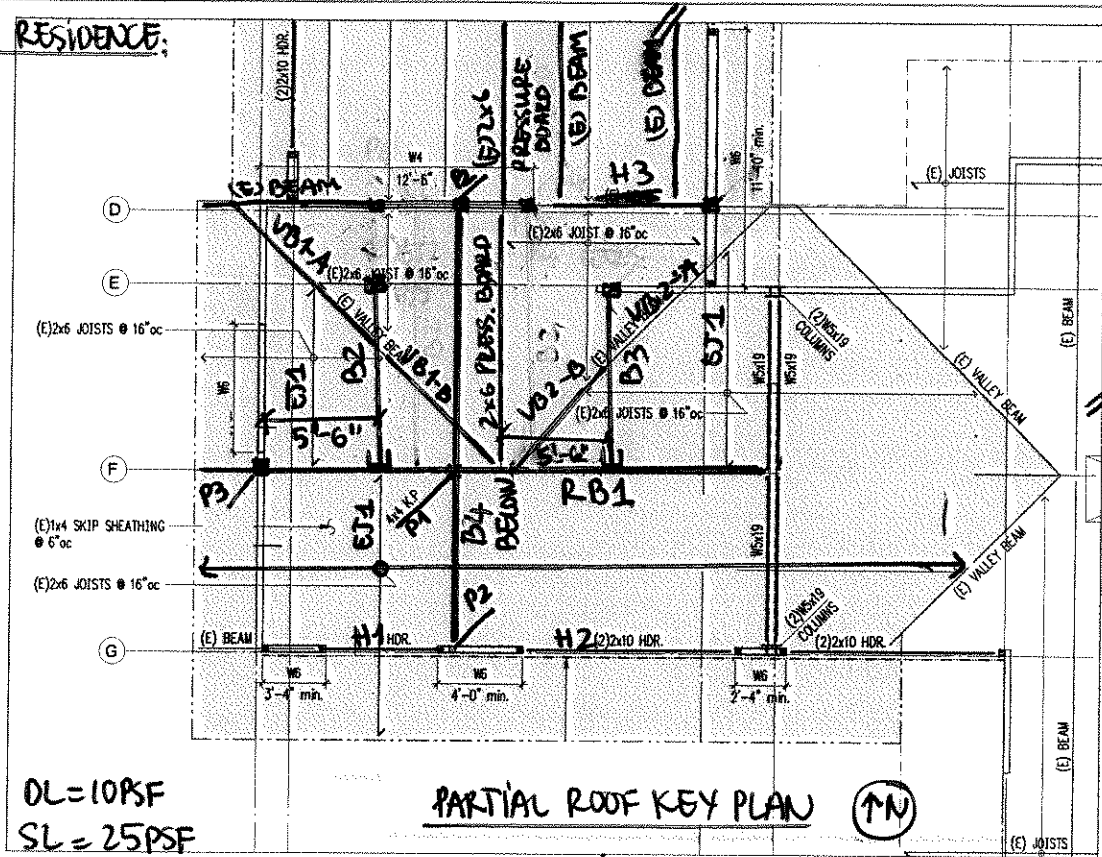 RESIDENCE:
(2)2x10 HDR.
(E)2x6
PRESSURE
BOARD
(E) BEAM
(E) BEAM
W4
12'-6"
P2
H3
W6
11'-10" min.
(E) JOISTS
(E) BEAM
D
VB1-A
(E)2x6 JOIST @ 16"oc
(E)2x6 JOIST @ 16"oc
2x6 PRESS. BOARD
VB2-A
E
(E) VALLEY BEAM
(E) VALLEY
(2)W5x19
COLUMNS
(E)2x6 JOISTS @ 16"oc
W6
EJ1
B2
VB1-B
VB2-B
B3
EJ1
W5x19
W5x19
(E) VALLEY BEAM
(E) BEAM
(E)2x6 JOISTS @ 16"oc
5'-6"
5'-6"
F
RB1
P3
4x4 K.P
P1
B4
BELOW
EJ1
(E)1x4 SKIP SHEATHING
@ 6"oc
W5x19
(E) VALLEY BEAM
(E)2x6 JOISTS @ 16"oc
P2
(2)W5x19
COLUMNS
G
(E) BEAM
H1 HDR.
H2 (2)2x10 HDR.
(2)2x10 HDR.
W6
3'-4" min.
W6
4'-0" min.
W6
2'-4" min.
(E) BEAM
DL=10PSF
SL = 25PSF
PARTIAL ROOF KEY PLAN
↑N
(E) JOISTS